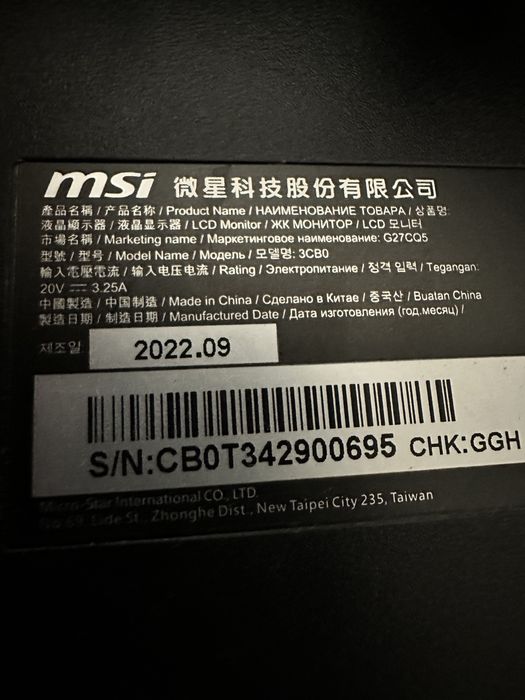 msi 微星科技股份有限公司
產品名稱 / 产品名称 / Product Name / НАИМЕНОВАНИЕ ТОВАРА / 상품명:
液晶顯示器 / 液晶显示器 / LCD Monitor / ЖК МОНИТОР / LCD 모니터
市場名稱 / Marketing name / Маркетинговое наименование: G27CQ5
型號 / 型号 / Model Name / Модель / 모델명: 3CB0
輸入電壓電流 / 输入电压电流 / Rating / Электропитание / 정격 입력 / Tegangan:
20V ⎓ 3.25A
中國製造 / 中国制造 / Made in China / Сделано в Китае / 중국산 / Buatan China
製造日期 / 制造日期 / Manufactured Date / Дата изготовления (год.месяц) /
제조일: 2022.09
S/N:CB0T342900695 CHK:GGH
Micro-Star International CO., LTD.
No 69, Lide St., Zhonghe Dist., New Taipei City 235, Taiwan